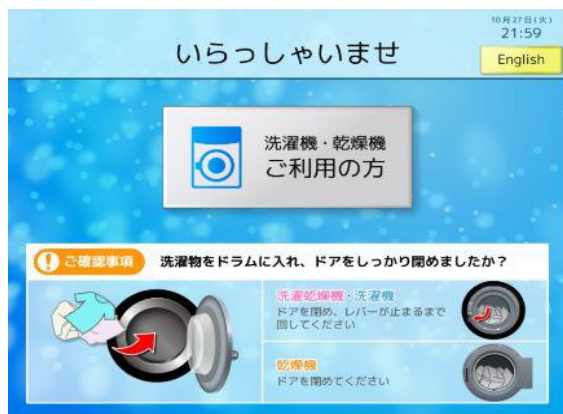 10月27日(火)
21:59
English
いらっしゃいませ
洗濯機・乾燥機
ご利用の方
ご確認事項
洗濯物をドラムに入れ、ドアをしっかり閉めましたか？
洗濯乾燥機・洗濯機
ドアを閉め、レバーが止まるまで
回してください
乾燥機
ドアを閉めてください